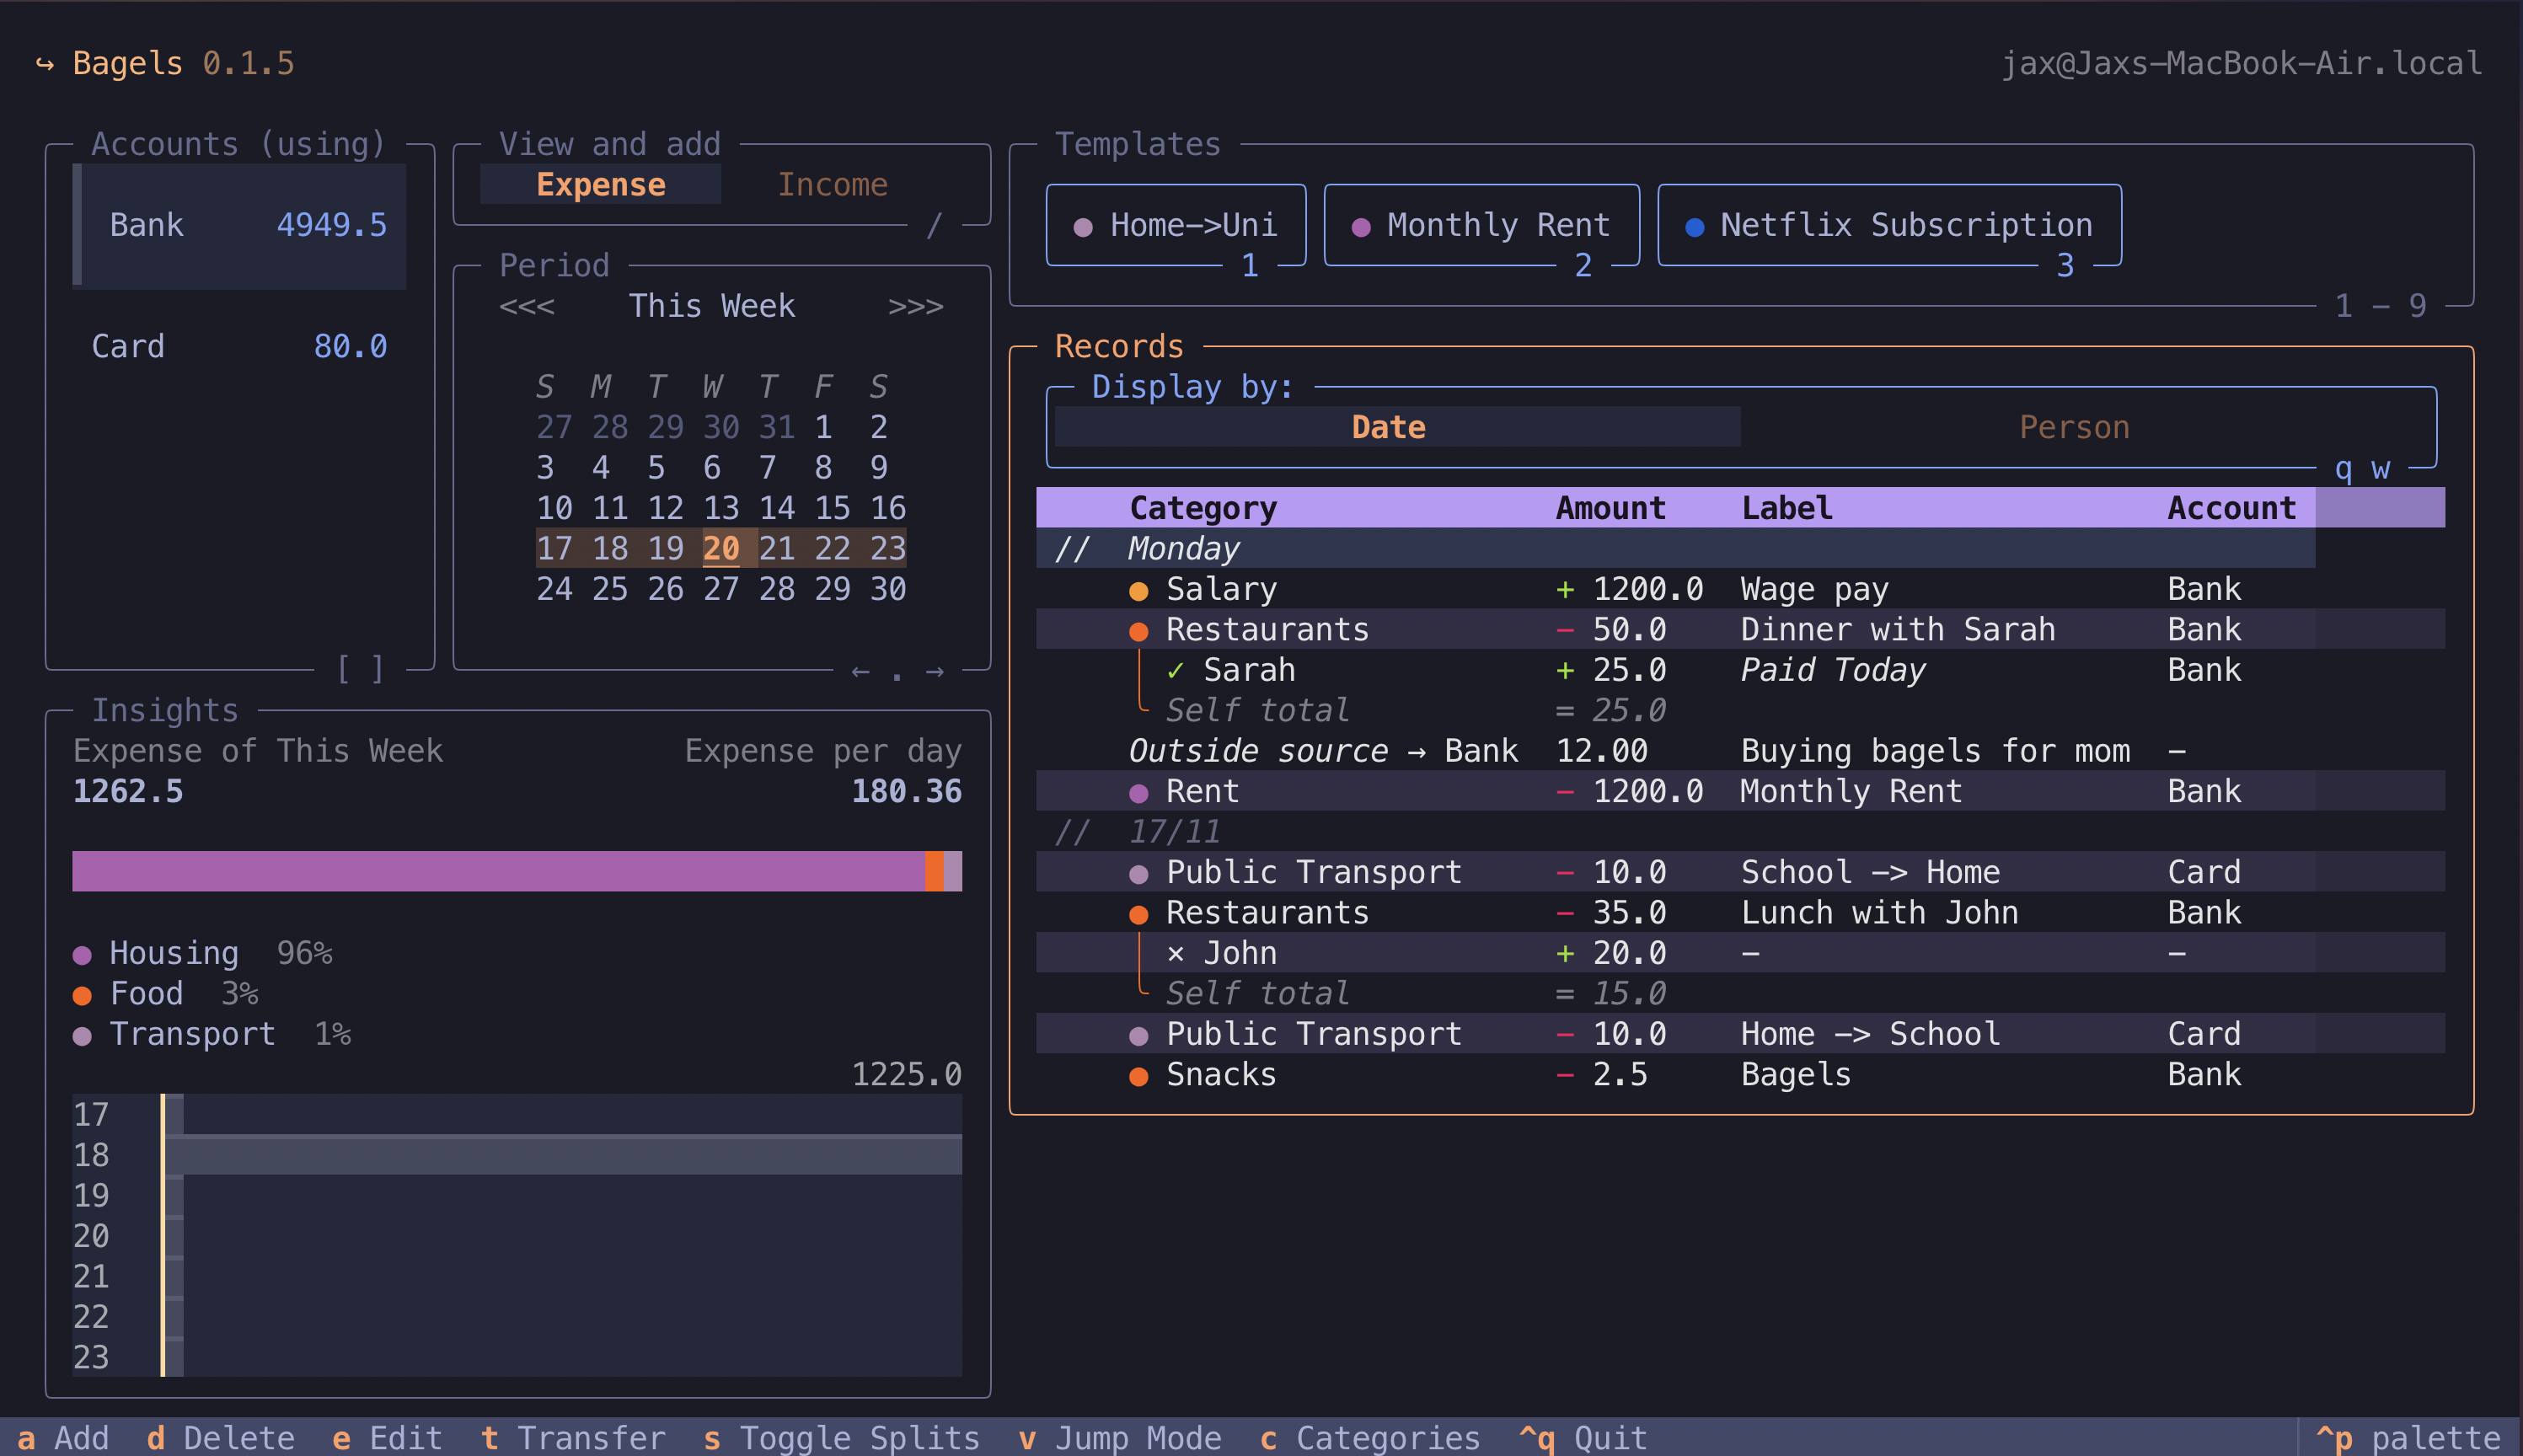 ↪ Bagels 0.1.5
jax@Jaxs-MacBook-Air.local
Accounts (using)
Bank 4949.5
Card 80.0
[ ]
View and add
Expense Income
/
Period
<<< This Week >>>
S M T W T F S
27 28 29 30 31 1 2
3 4 5 6 7 8 9
10 11 12 13 14 15 16
17 18 19 20 21 22 23
24 25 26 27 28 29 30
← . →
Insights
Expense of This Week Expense per day
1262.5 180.36
Housing 96%
Food 3%
Transport 1%
1225.0
17
18
19
20
21
22
23
Templates
Home->Uni Monthly Rent Netflix Subscription
1 2 3
1 - 9
Records
Display by:
Date Person
q w
Category Amount Label Account
// Monday
Salary + 1200.0 Wage pay Bank
Restaurants - 50.0 Dinner with Sarah Bank
✓ Sarah + 25.0 Paid Today Bank
Self total = 25.0
Outside source → Bank 12.00 Buying bagels for mom -
Rent - 1200.0 Monthly Rent Bank
// 17/11
Public Transport - 10.0 School -> Home Card
Restaurants - 35.0 Lunch with John Bank
× John + 20.0 - -
Self total = 15.0
Public Transport - 10.0 Home -> School Card
Snacks - 2.5 Bagels Bank
a Add d Delete e Edit t Transfer s Toggle Splits v Jump Mode c Categories ^q Quit ^p palette